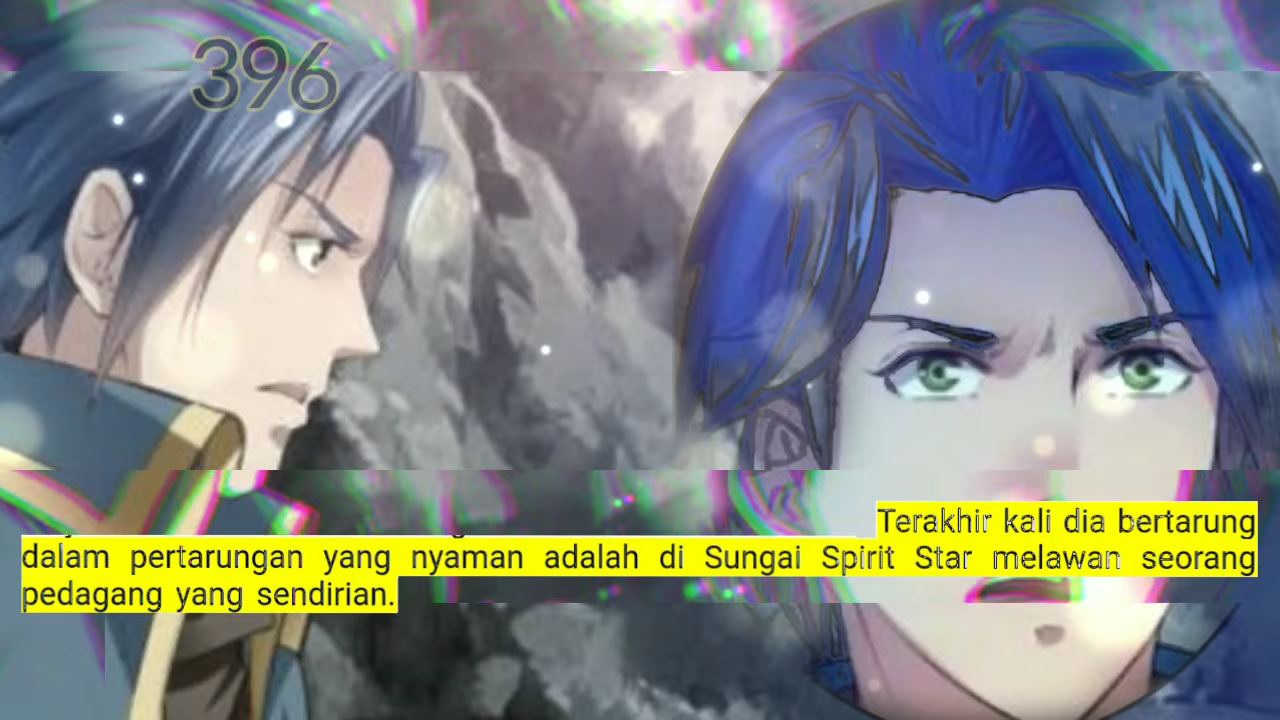 396
Terakhir kali dia bertarung
dalam pertarungan yang nyaman adalah di Sungai Spirit Star melawan seorang
pedagang yang sendirian.